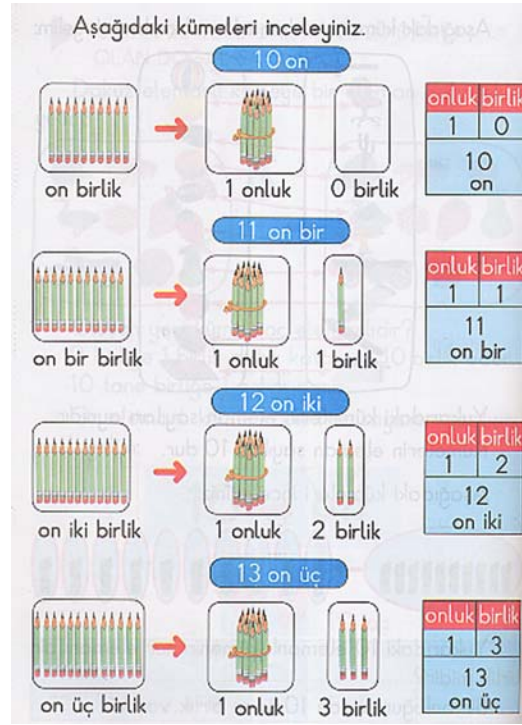 Aşağıdaki kümeleri inceleyiniz.
10 on
on birlik
1 onluk
0 birlik
onluk birlik
1 0
10
on
11 on bir
on bir birlik
1 onluk
1 birlik
onluk birlik
1 1
11
on bir
12 on iki
on iki birlik
1 onluk
2 birlik
onluk birlik
1 2
12
on iki
13 on üç
on üç birlik
1 onluk
3 birlik
onluk birlik
1 3
13
on üç